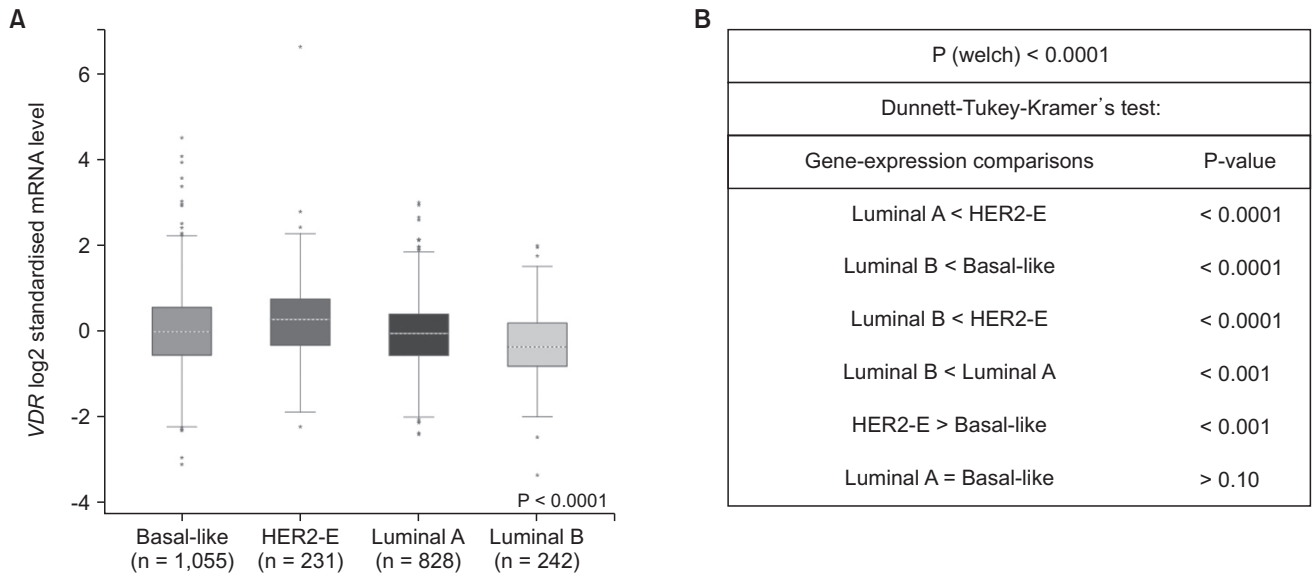 A
VDR log2 standardised mRNA level
6
4
2
0
-2
-4
P < 0.0001
Basal-like
(n = 1,055)
HER2-E
(n = 231)
Luminal A
(n = 828)
Luminal B
(n = 242)
B
P (welch) < 0.0001
Dunnett-Tukey-Kramer's test:
Gene-expression comparisons P-value
Luminal A < HER2-E < 0.0001
Luminal B < Basal-like < 0.0001
Luminal B < HER2-E < 0.0001
Luminal B < Luminal A < 0.001
HER2-E > Basal-like < 0.001
Luminal A = Basal-like > 0.10